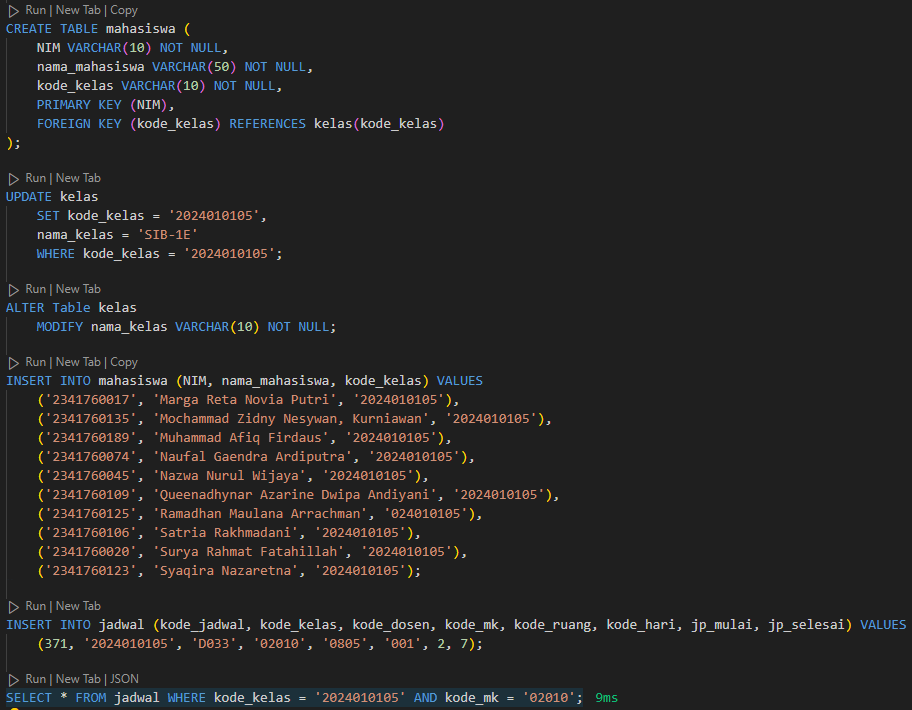 Run | New Tab | Copy
CREATE TABLE mahasiswa (
NIM VARCHAR(10) NOT NULL,
nama_mahasiswa VARCHAR(50) NOT NULL,
kode_kelas VARCHAR(10) NOT NULL,
PRIMARY KEY (NIM),
FOREIGN KEY (kode_kelas) REFERENCES kelas(kode_kelas)
);
Run | New Tab
UPDATE kelas
SET kode_kelas = '2024010105',
nama_kelas = 'SIB-1E'
WHERE kode_kelas = '2024010105';
Run | New Tab
ALTER Table kelas
MODIFY nama_kelas VARCHAR(10) NOT NULL;
Run | New Tab | Copy
INSERT INTO mahasiswa (NIM, nama_mahasiswa, kode_kelas) VALUES
('2341760017', 'Marga Reta Novia Putri', '2024010105'),
('2341760135', 'Mochammad Zidny Nesywan, Kurniawan', '2024010105'),
('2341760189', 'Muhammad Afiq Firdaus', '2024010105'),
('2341760074', 'Naufal Gaendra Ardiputra', '2024010105'),
('2341760045', 'Nazwa Nurul Wijaya', '2024010105'),
('2341760109', 'Queenadhynar Azarine Dwipa Andiyani', '2024010105'),
('2341760125', 'Ramadhan Maulana Arrachman', '024010105'),
('2341760106', 'Satria Rakhmadani', '2024010105'),
('2341760020', 'Surya Rahmat Fatahillah', '2024010105'),
('2341760123', 'Syaqira Nazaretna', '2024010105');
Run | New Tab
INSERT INTO jadwal (kode_jadwal, kode_kelas, kode_dosen, kode_mk, kode_ruang, kode_hari, jp_mulai, jp_selesai) VALUES
(371, '2024010105', 'D033', '02010', '0805', '001', 2, 7);
Run | New Tab | JSON
SELECT * FROM jadwal WHERE kode_kelas = '2024010105' AND kode_mk = '02010'; 9ms